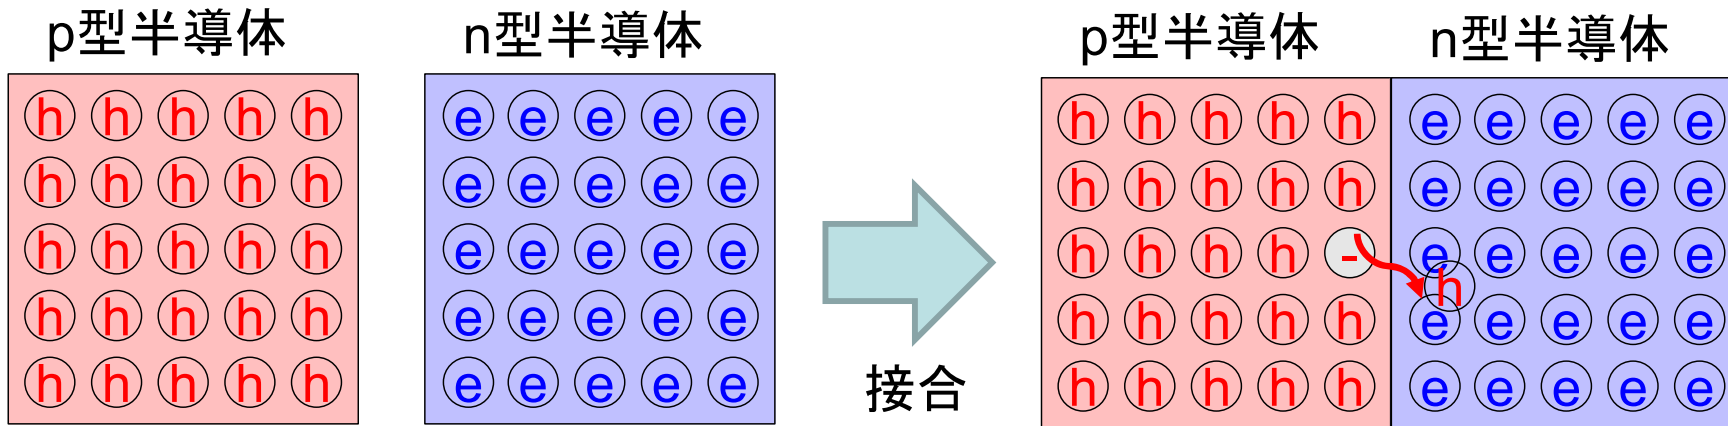 p型半導体 n型半導体 p型半導体 n型半導体
h h h h h e e e e e h h h h h e e e e e
h h h h h e e e e e h h h h h e e e e e
h h h h h e e e e e h h h h - e e e e e
h
h h h h h e e e e e h h h h h e e e e e
h h h h h e e e e e h h h h h e e e e e
接合